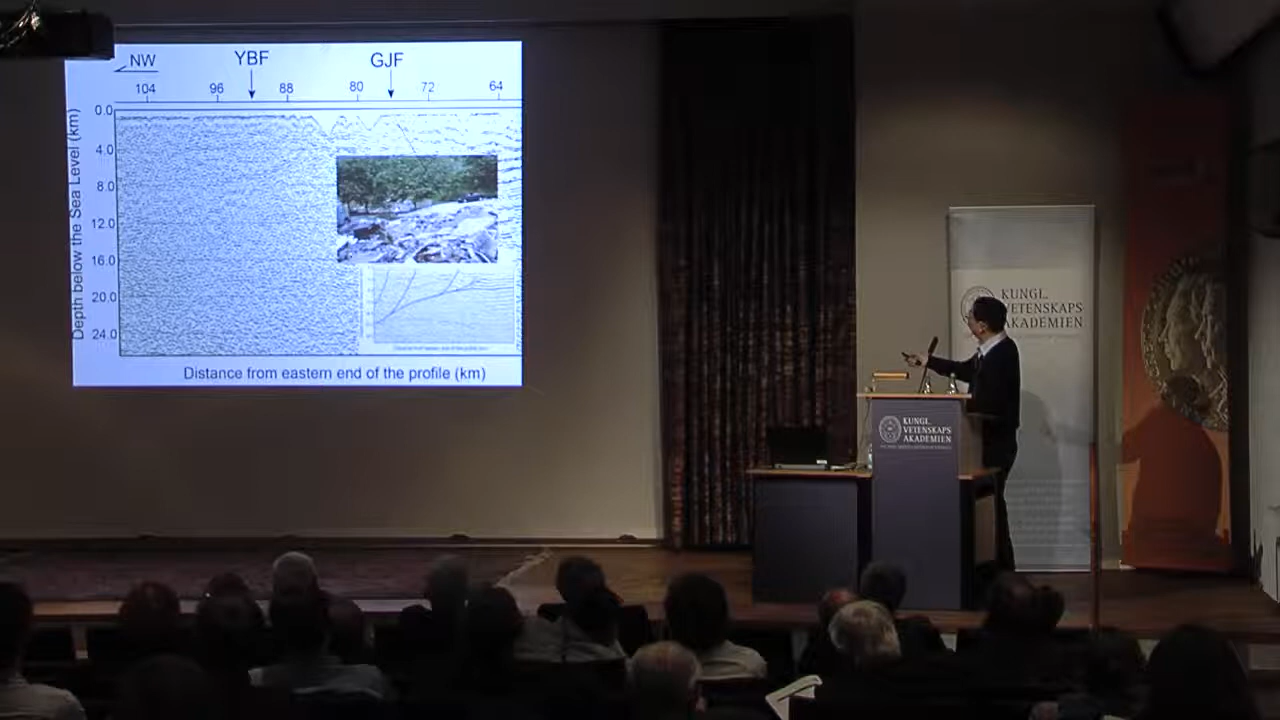 NW
YBF
GJF
104
96
88
80
72
64
0.0
4.0
8.0
12.0
16.0
20.0
24.0
Depth below the Sea Level (km)
Distance from eastern end of the profile (km)
KUNGL.
VETENSKAPS
AKADEMIEN
KUNGL.
VETENSKAPS
AKADEMIEN